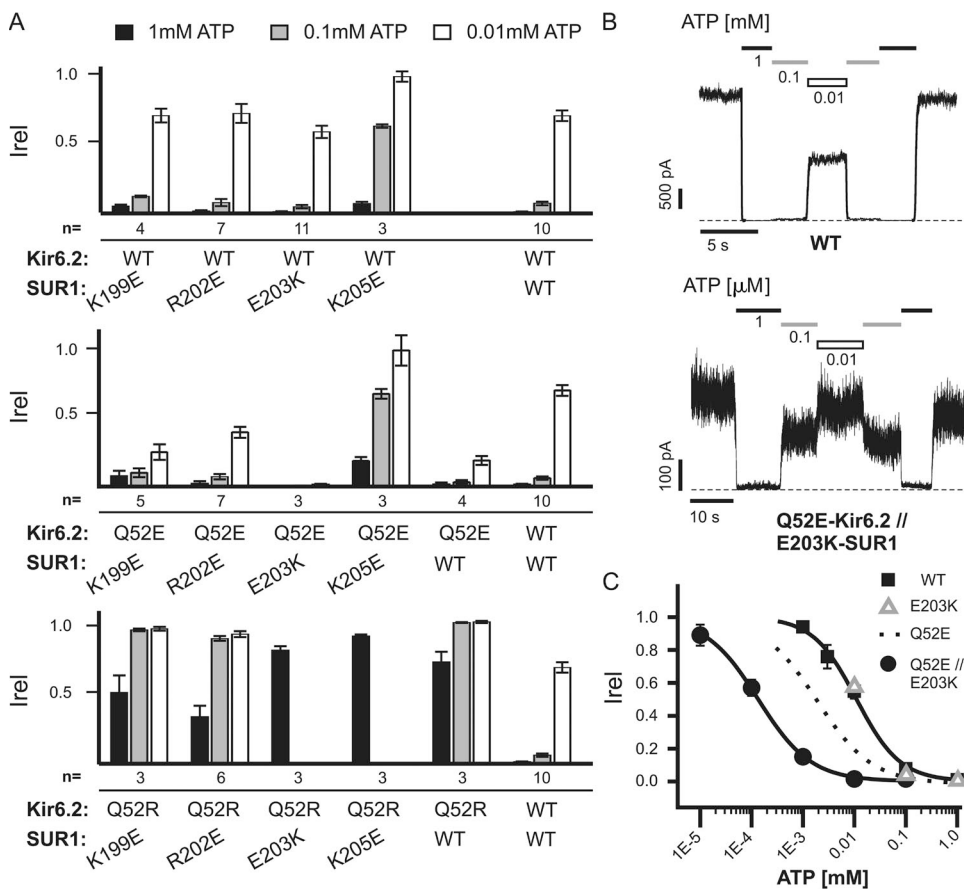 A
1mM ATP 0.1mM ATP 0.01mM ATP
Irel
1.0
0.5
n= 4 7 11 3 10
Kir6.2: WT WT WT WT WT
SUR1: K199E R202E E203K K205E WT
Irel
1.0
0.5
n= 5 7 3 3 4 10
Kir6.2: Q52E Q52E Q52E Q52E Q52E WT
SUR1: K199E R202E E203K K205E WT WT
Irel
1.0
0.5
n= 3 6 3 3 3 10
Kir6.2: Q52R Q52R Q52R Q52R Q52R WT
SUR1: K199E R202E E203K K205E WT WT
B
ATP [mM]
1
0.1
0.01
500 pA
5 s
WT
ATP [µM]
1
0.1
0.01
100 pA
10 s
Q52E-Kir6.2 //
E203K-SUR1
C
WT
E203K
Q52E
Q52E //
E203K
Irel
1.0
0.8
0.6
0.4
0.2
0.0
1E-5 1E-4 1E-3 0.01 0.1 1.0
ATP [mM]